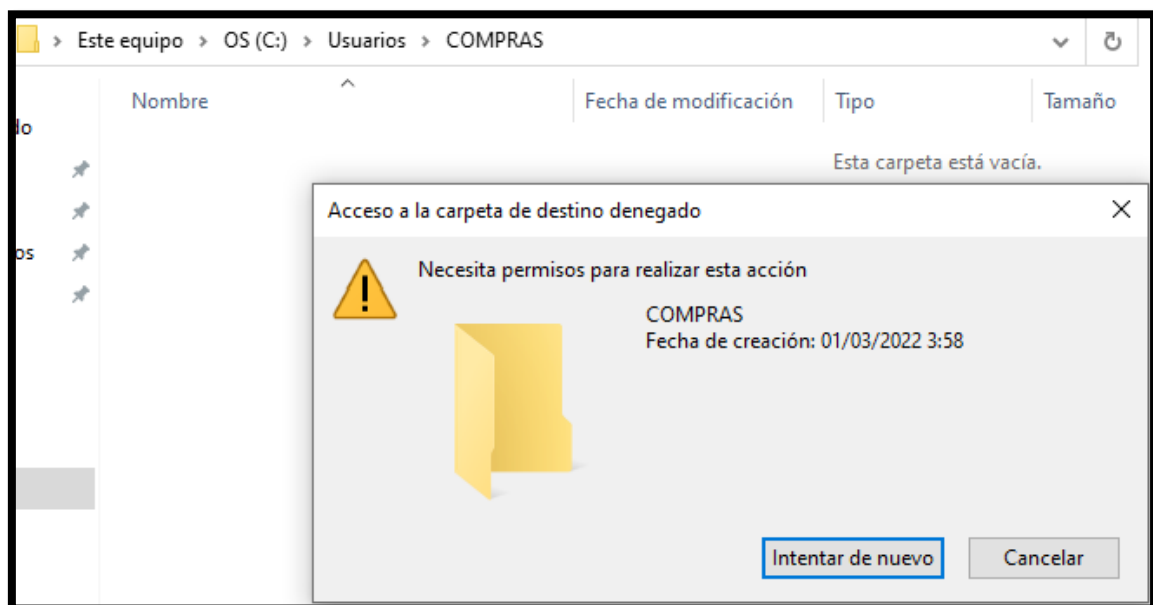 Este equipo > OS (C:) > Usuarios > COMPRAS
Nombre Fecha de modificación Tipo Tamaño
do
Esta carpeta está vacía.
os
Acceso a la carpeta de destino denegado
Necesita permisos para realizar esta acción
COMPRAS
Fecha de creación: 01/03/2022 3:58
Intentar de nuevo Cancelar